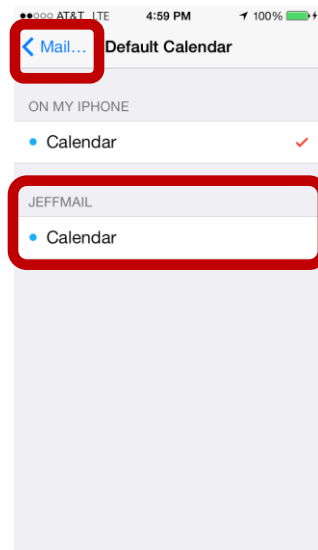 AT&T LTE 4:59 PM 100%
Mail... Default Calendar
ON MY IPHONE
Calendar
JEFFMAIL
Calendar